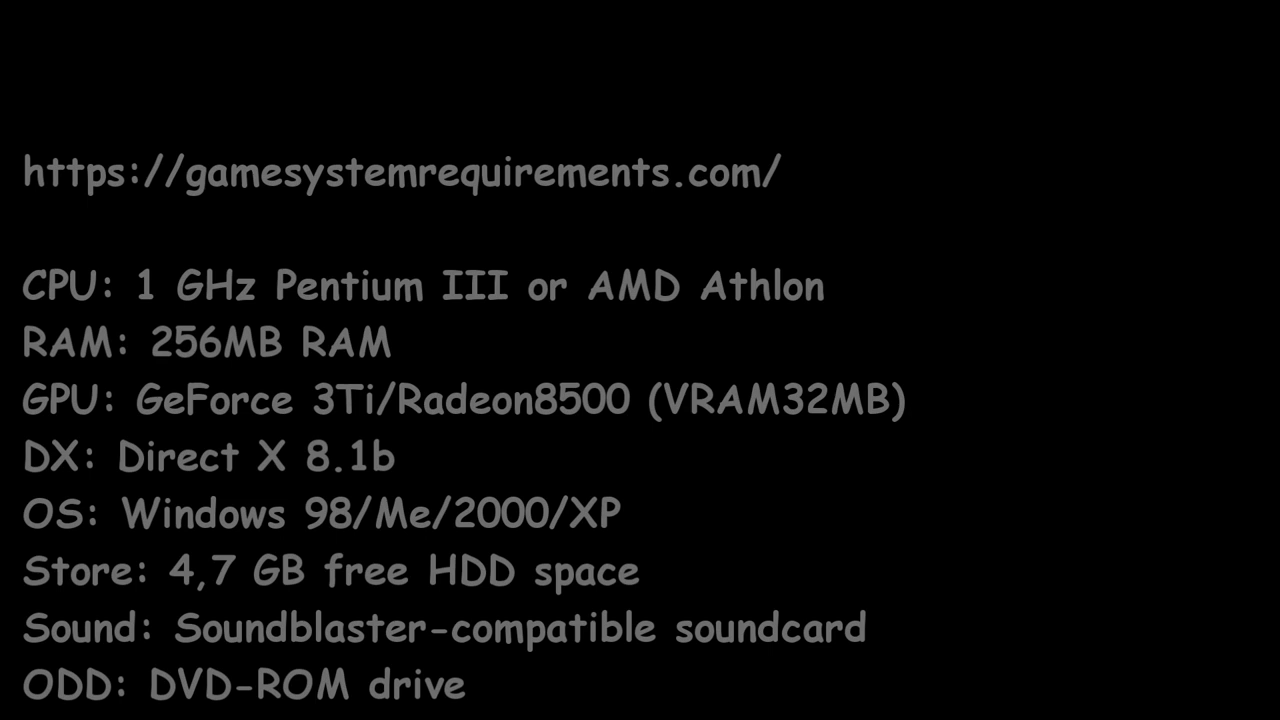 https://gamesystemrequirements.com/
CPU: 1 GHz Pentium III or AMD Athlon
RAM: 256MB RAM
GPU: GeForce 3Ti/Radeon8500 (VRAM32MB)
DX: Direct X 8.1b
OS: Windows 98/Me/2000/XP
Store: 4,7 GB free HDD space
Sound: Soundblaster-compatible soundcard
ODD: DVD-ROM drive